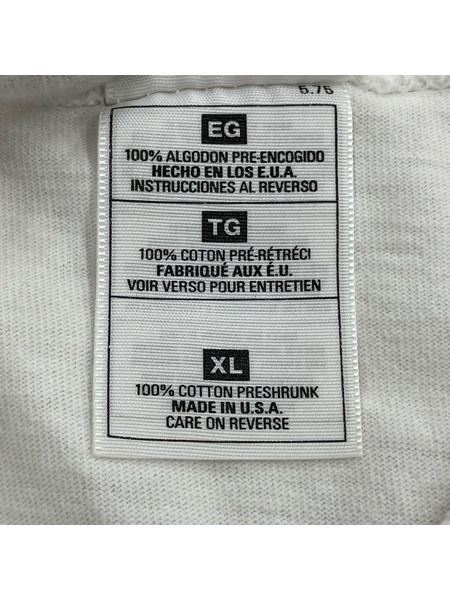 5.75
EG
100% ALGODON PRE-ENCOGIDO
HECHO EN LOS E.U.A.
INSTRUCCIONES AL REVERSO
TG
100% COTON PRÉ-RÉTRÉCI
FABRIQUÉ AUX É.U.
VOIR VERSO POUR ENTRETIEN
XL
100% COTTON PRESHRUNK
MADE IN U.S.A.
CARE ON REVERSE